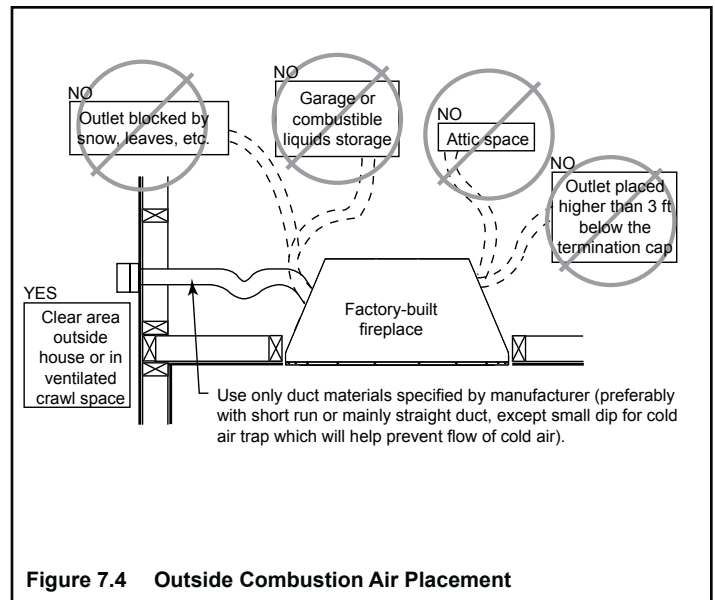 NO
Outlet blocked by
snow, leaves, etc.
NO
Garage or
combustible
liquids storage
NO
Attic space
NO
Outlet placed
higher than 3 ft
below the
termination cap
YES
Clear area
outside
house or in
ventilated
crawl space
Factory-built
fireplace
Use only duct materials specified by manufacturer (preferably
with short run or mainly straight duct, except small dip for cold
air trap which will help prevent flow of cold air).
Figure 7.4 Outside Combustion Air Placement